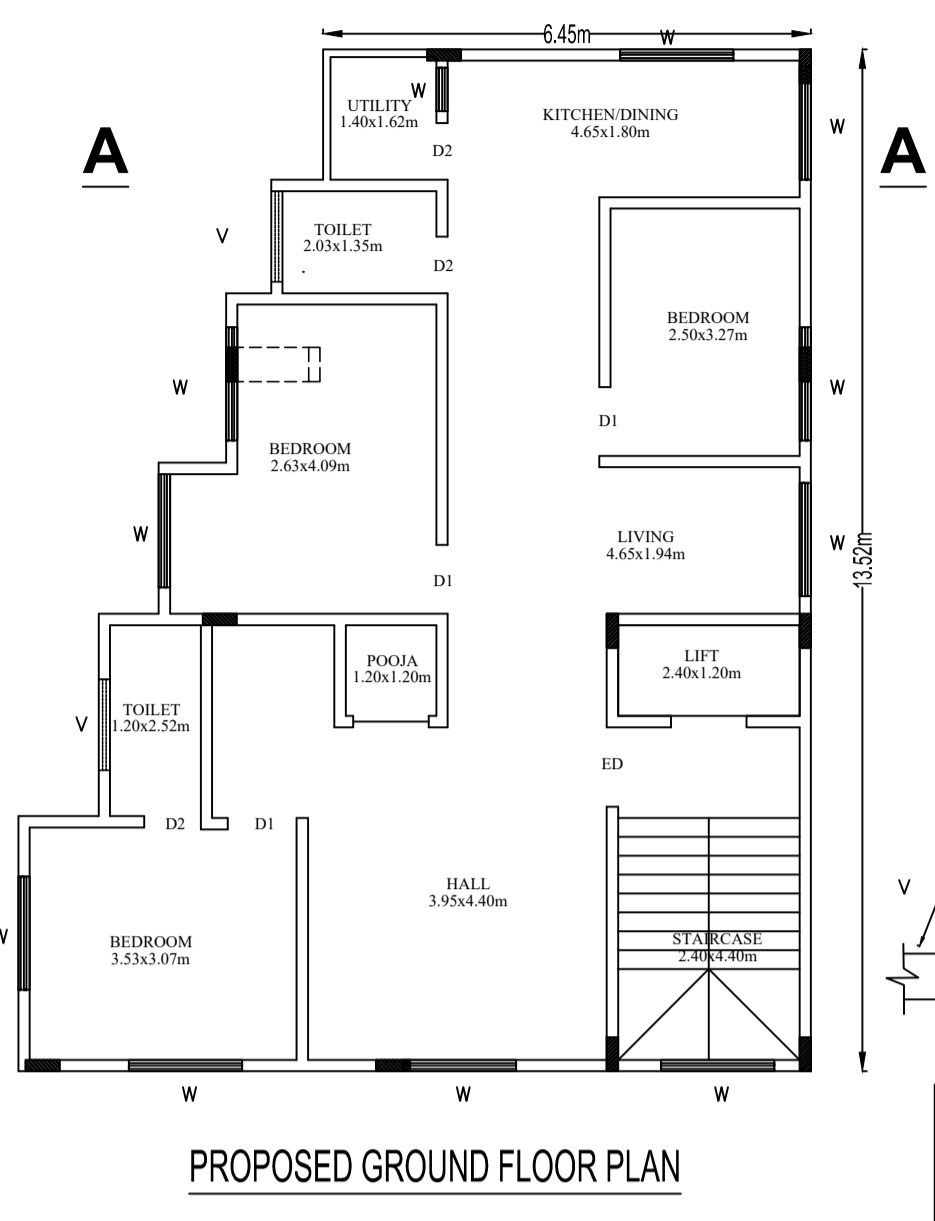 6.45m
W
W
UTILITY
1.40x1.62m
KITCHEN/DINING
4.65x1.80m
W
A
A
D2
TOILET
2.03x1.35m
V
D2
BEDROOM
2.50x3.27m
W
W
D1
BEDROOM
2.63x4.09m
W
LIVING
4.65x1.94m
W
13.52m
D1
POOJA
1.20x1.20m
LIFT
2.40x1.20m
TOILET
1.20x2.52m
V
ED
D2
D1
HALL
3.95x4.40m
V
W
BEDROOM
3.53x3.07m
STAIRCASE
2.40x4.40m
W
W
W
PROPOSED GROUND FLOOR PLAN